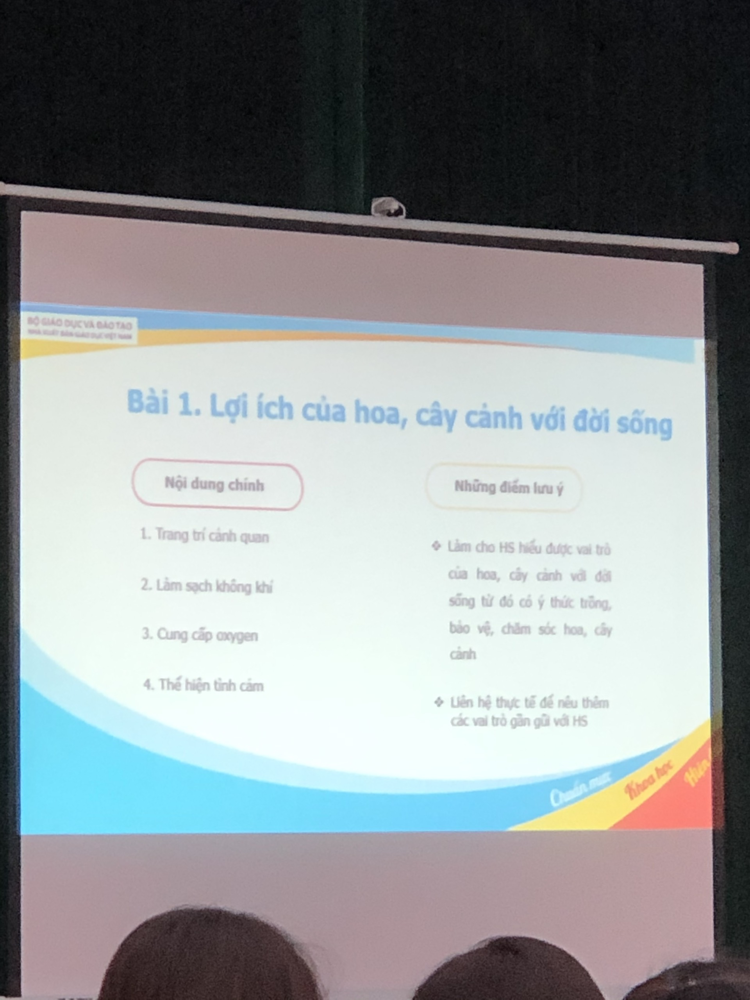 BỘ GIÁO DỤC VÀ ĐÀO TẠO
NHÀ XUẤT BẢN GIÁO DỤC VIỆT NAM
Bài 1. Lợi ích của hoa, cây cảnh với đời sống
Nội dung chính
1. Trang trí cảnh quan
2. Làm sạch không khí
3. Cung cấp oxygen
4. Thể hiện tình cảm
Những điểm lưu ý
❖ Làm cho HS hiểu được vai trò
của hoa, cây cảnh với đời
sống từ đó có ý thức trồng,
bảo vệ, chăm sóc hoa, cây
cảnh
❖ Liên hệ thực tế để nêu thêm
các vai trò gần gũi với HS
Chuẩn mực
Khoa học
Hiện